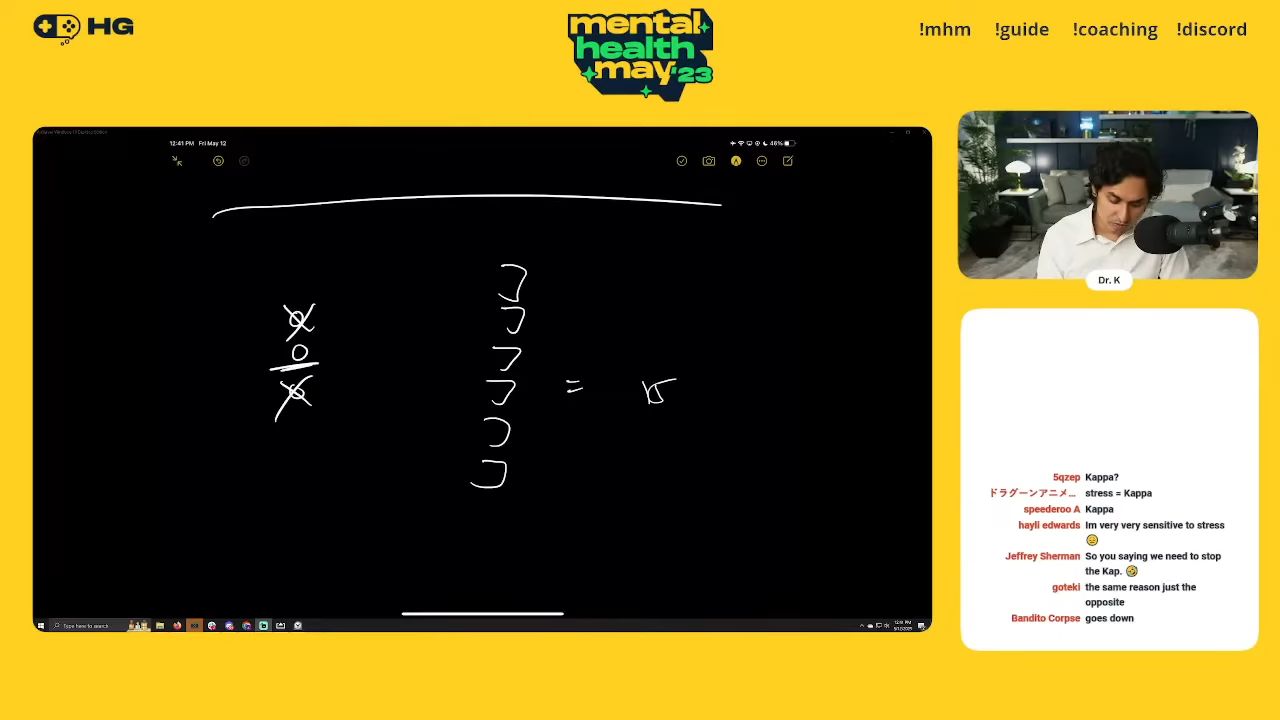 HG
mental
health
may '23
!mhm !guide !coaching !discord
12:41 PM Fri May 12
46%
=
Dr. K
5qzep Kappa?
ドラグーンアニメ... stress = Kappa
speederoo A Kappa
hayli edwards Im very very sensitive to stress
Jeffrey Sherman So you saying we need to stop
the Kap.
goteki the same reason just the
opposite
Bandito Corpse goes down
Type here to search